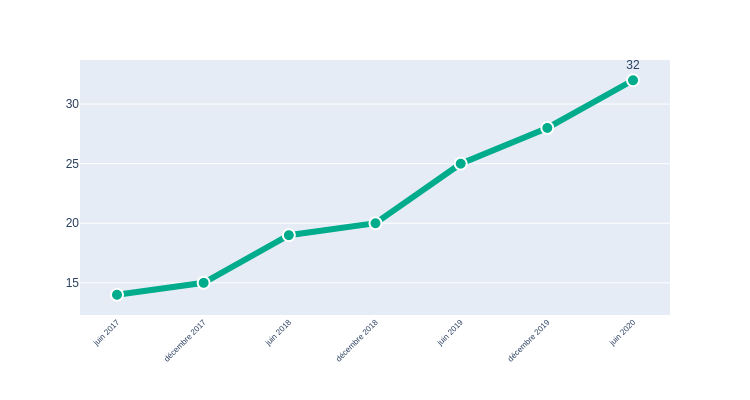 32
30
25
20
15
juin 2017
décembre 2017
juin 2018
décembre 2018
juin 2019
décembre 2019
juin 2020